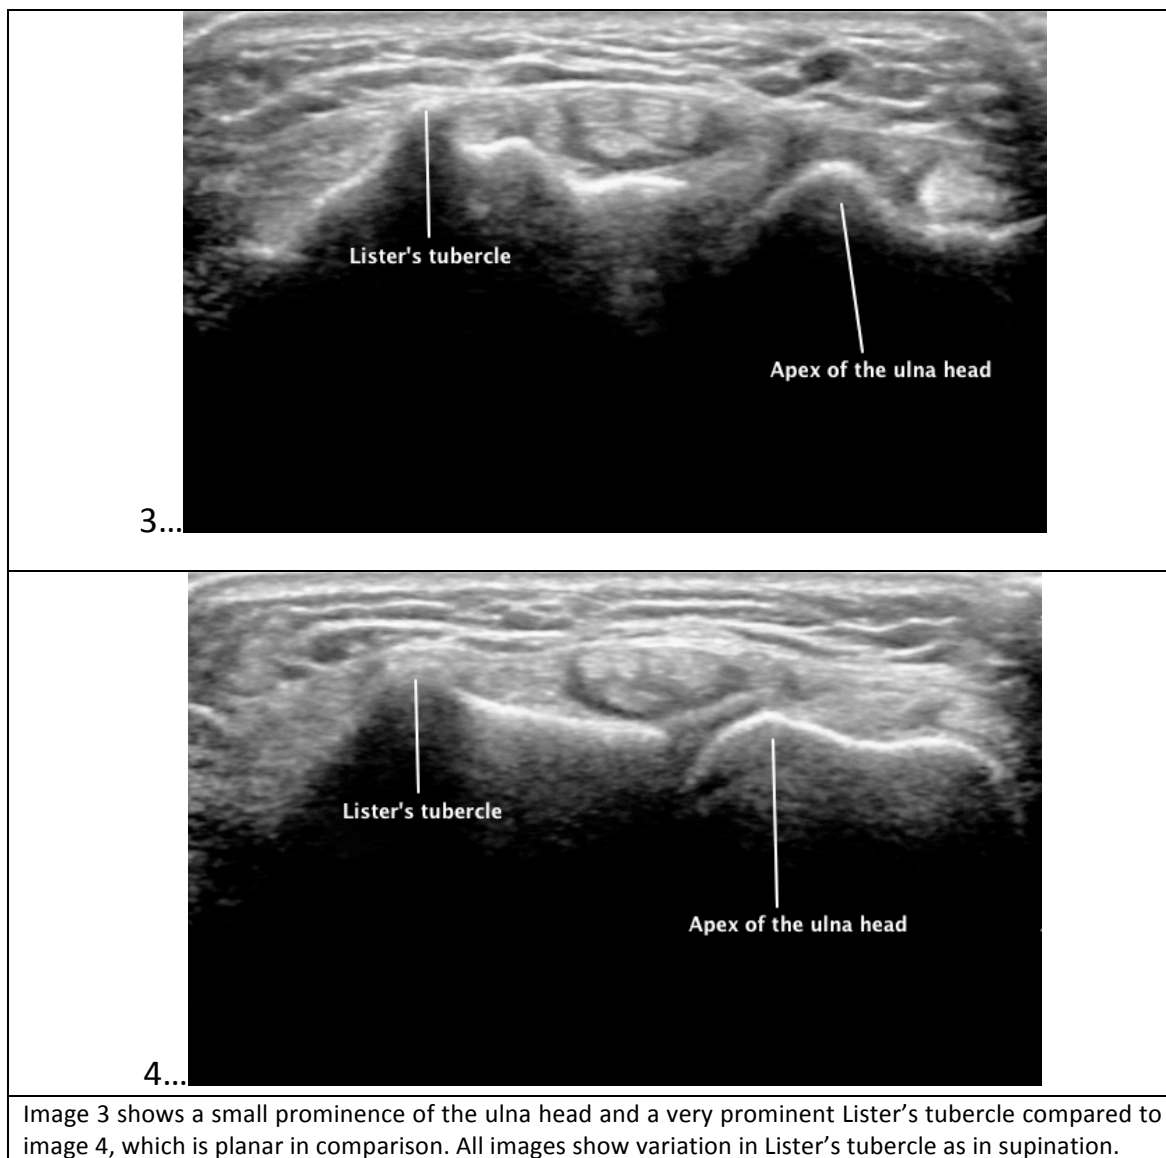 Lister's tubercle
Apex of the ulna head
3...
Lister's tubercle
Apex of the ulna head
4...
Image 3 shows a small prominence of the ulna head and a very prominent Lister’s tubercle compared to
image 4, which is planar in comparison. All images show variation in Lister’s tubercle as in supination.